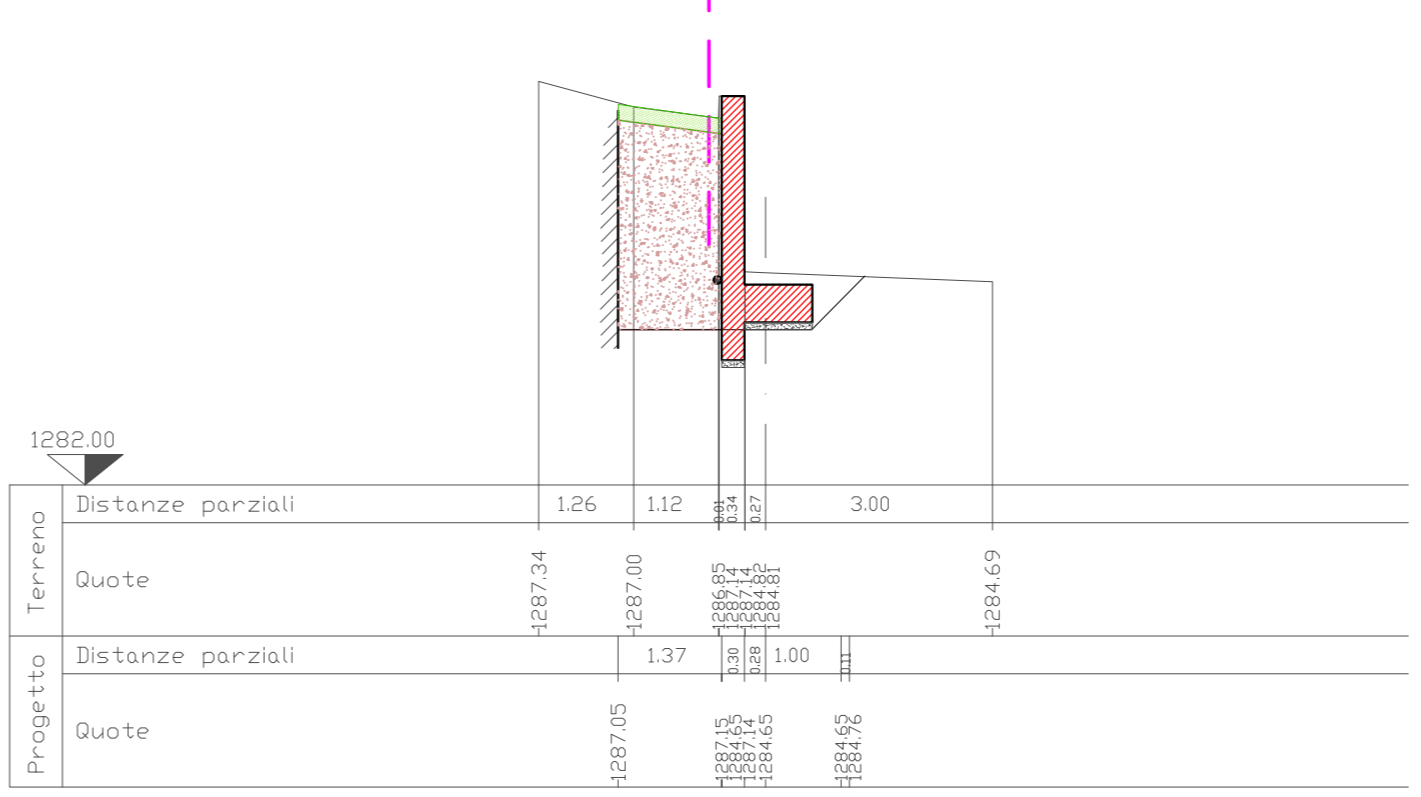 1282.00
Terreno
Distanze parziali
1.26 1.12 0.01 0.34 0.27 3.00
Quote
1287.34 1287.00 1286.85 1287.14 1287.14 1284.82 1284.81 1284.69
Progetto
Distanze parziali
1.37 0.30 0.28 1.00 0.11
Quote
1287.05 1287.15 1284.65 1287.14 1284.65 1284.65 1284.76